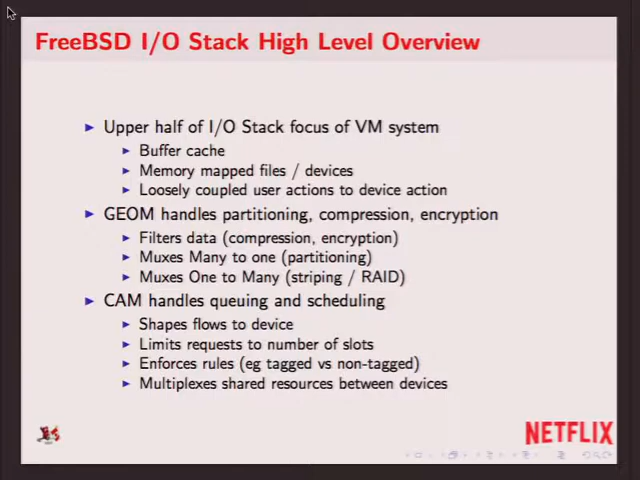 FreeBSD I/O Stack High Level Overview
Upper half of I/O Stack focus of VM system
Buffer cache
Memory mapped files / devices
Loosely coupled user actions to device action
GEOM handles partitioning, compression, encryption
Filters data (compression, encryption)
Muxes Many to one (partitioning)
Muxes One to Many (striping / RAID)
CAM handles queuing and scheduling
Shapes flows to device
Limits requests to number of slots
Enforces rules (eg tagged vs non-tagged)
Multiplexes shared resources between devices
NETFLIX